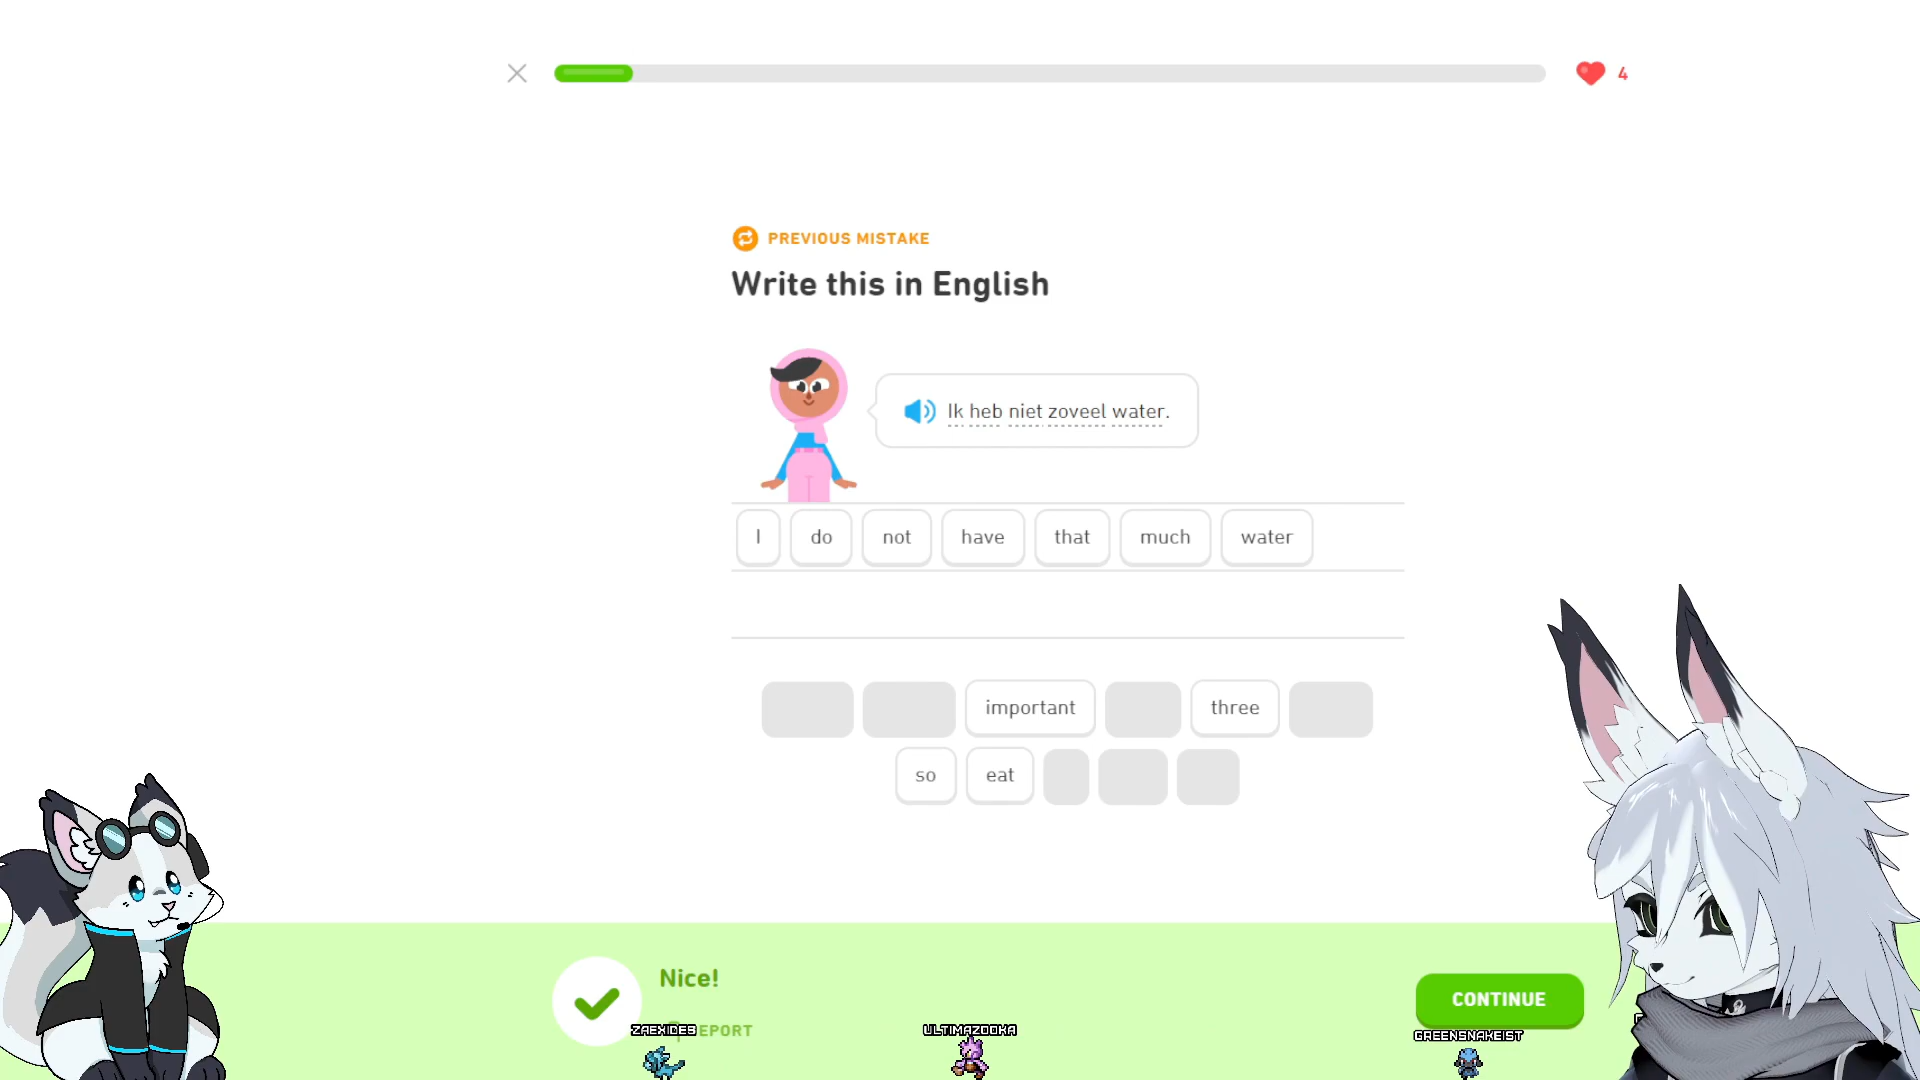 4
PREVIOUS MISTAKE
Write this in English
Ik heb niet zoveel water.
I do not have that much water
important three
so eat
Nice!
CONTINUE
EPORT
ZAEXIDES
ULTIMAZOOKA
GREENSNAKEIST